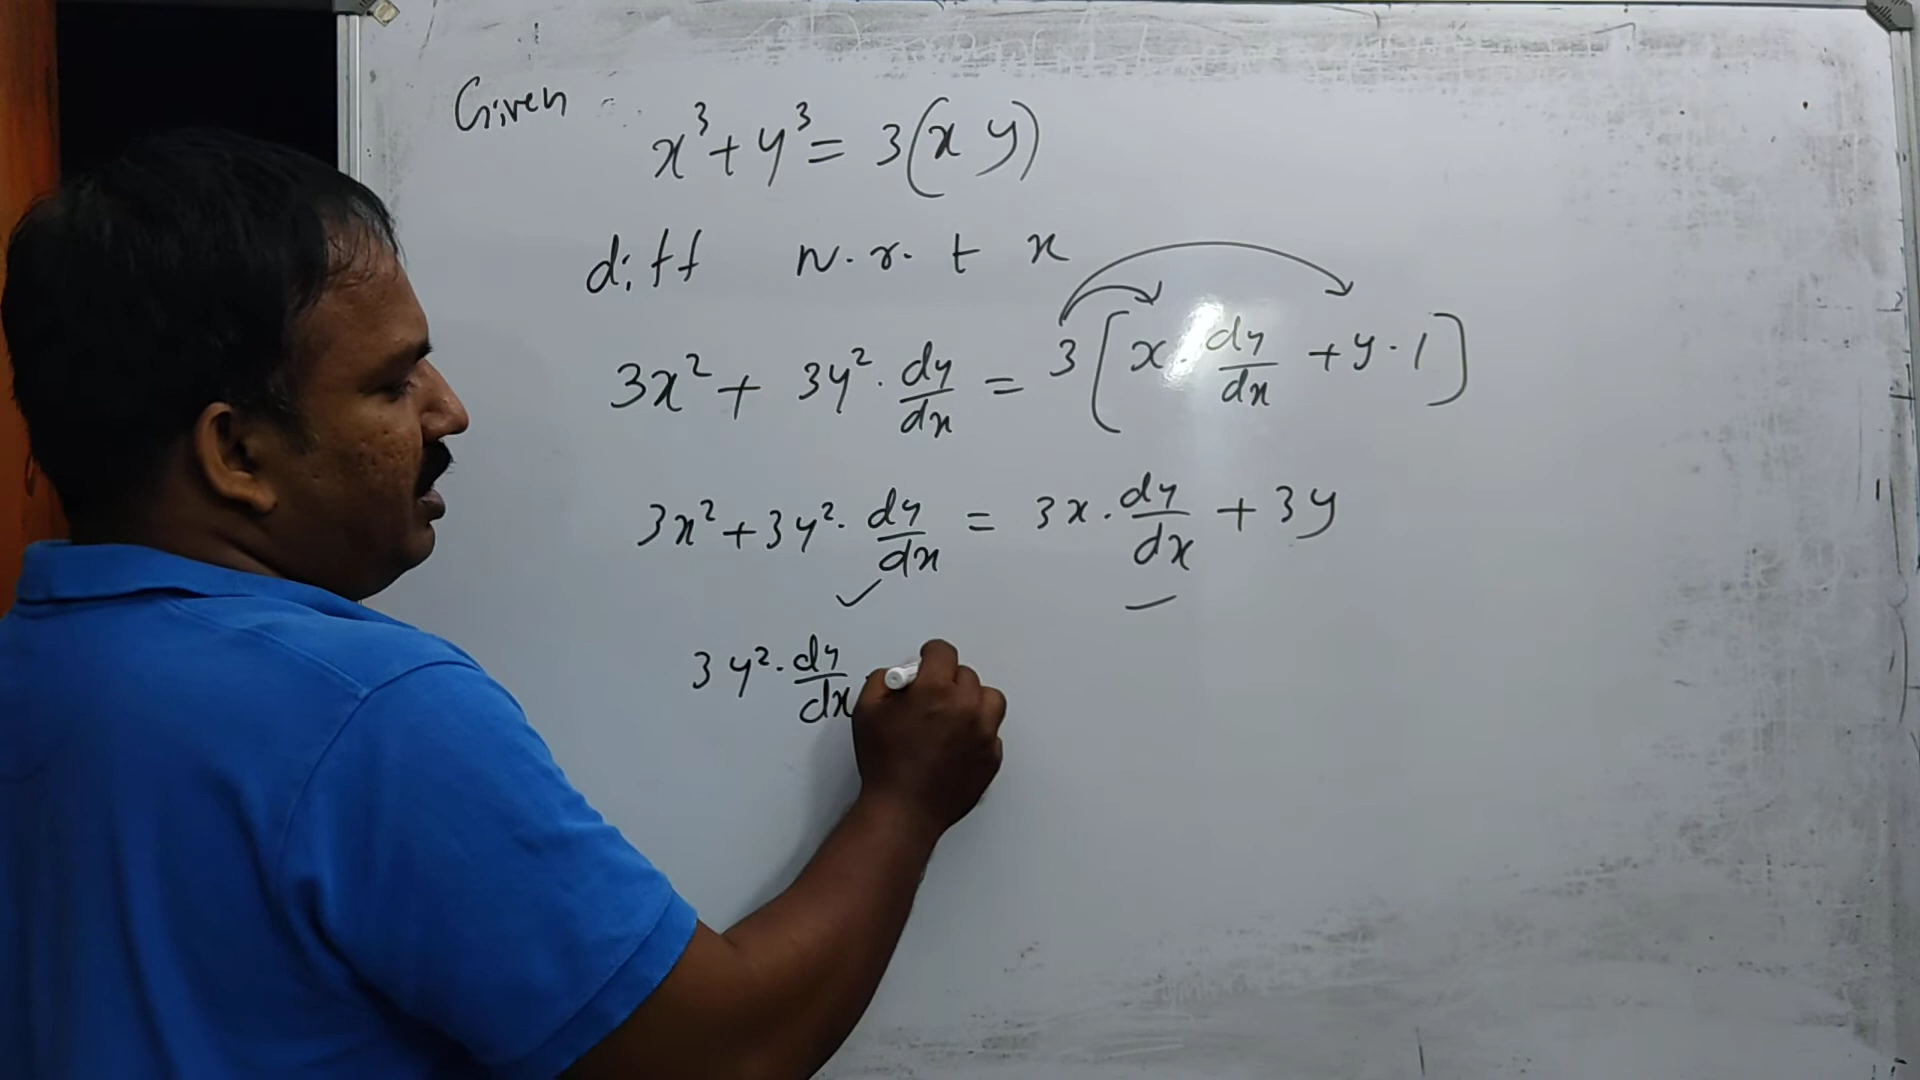 Given
x³ + y³ = 3(x y)
diff w.r.t x
3x² + 3y² · dy/dx = 3[x · dy/dx + y · 1]
3x² + 3y² · dy/dx = 3x · dy/dx + 3y
3y² · dy/dx